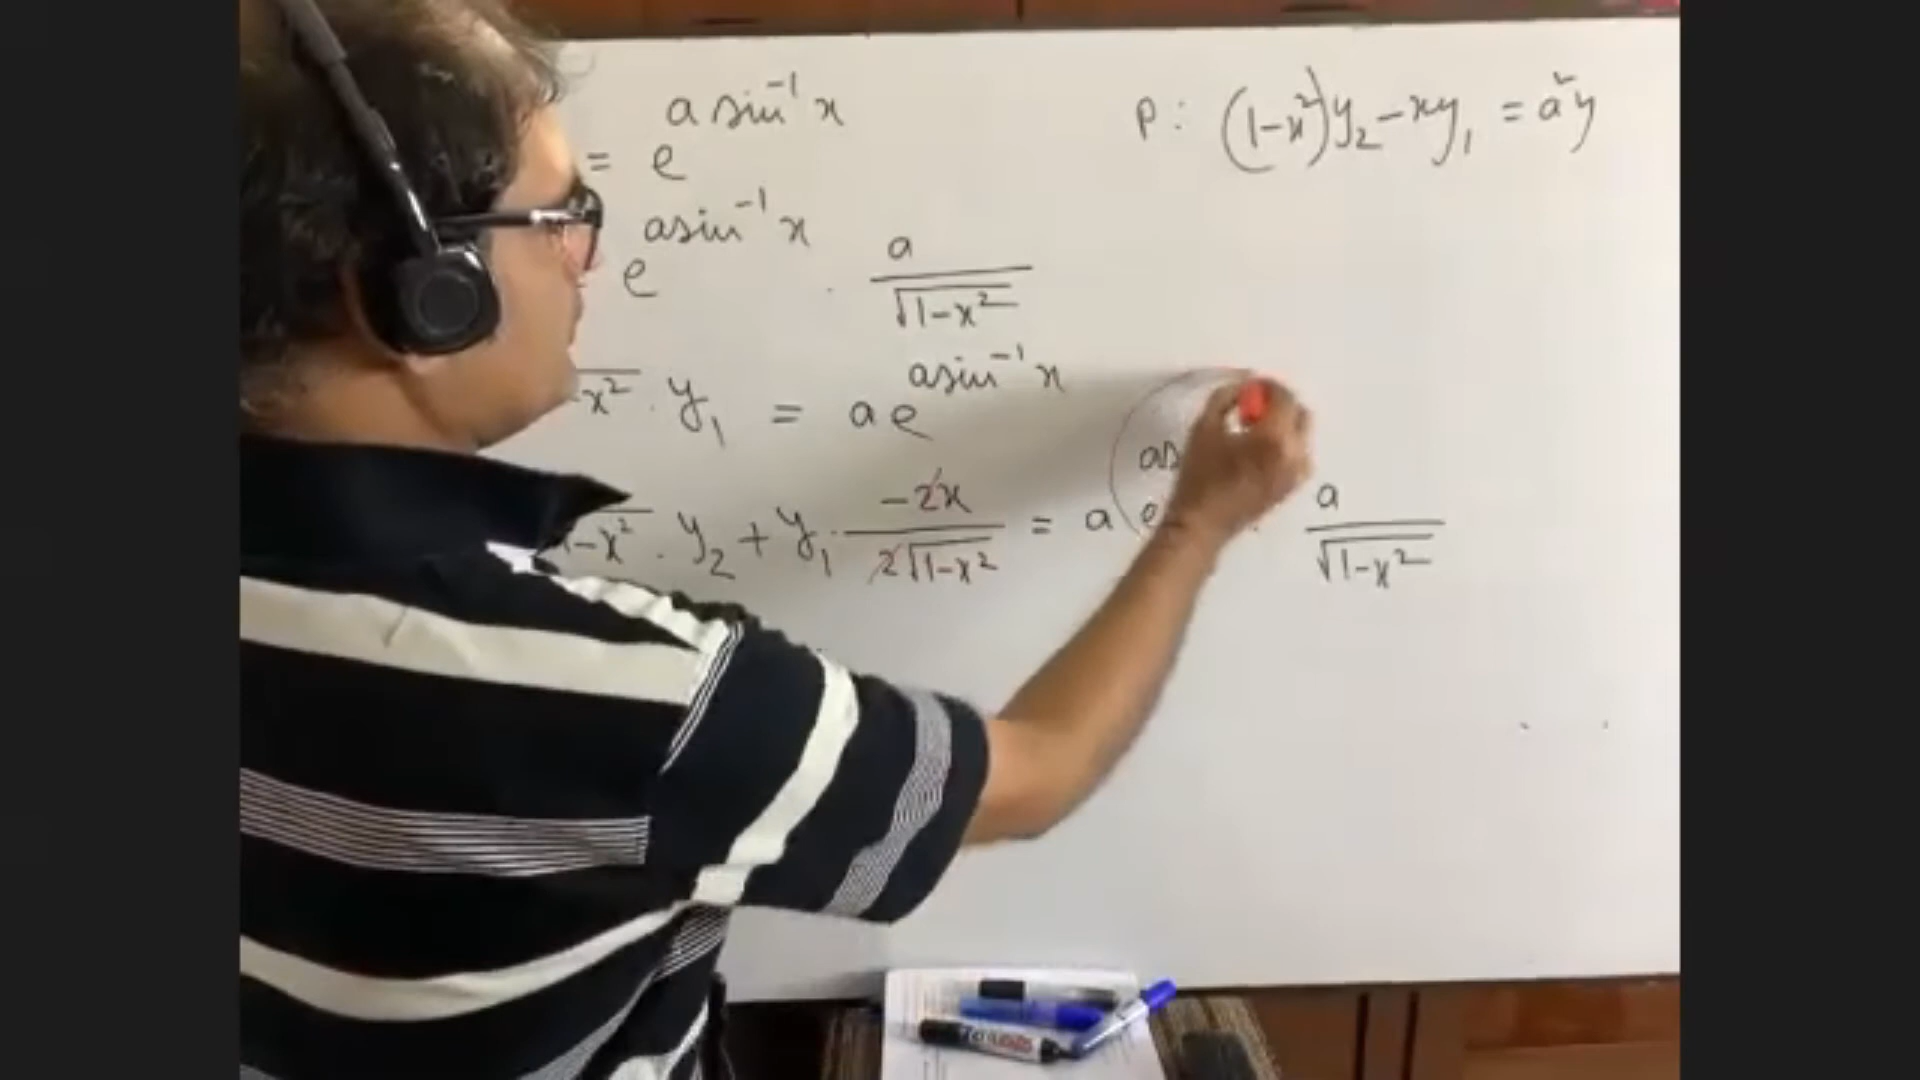 = e^{a sin⁻¹ x}
P: (1-x²)y₂ - xy₁ = a²y
e^{a sin⁻¹ x} · a/√(1-x²)
x² · y₁ = a e^{a sin⁻¹ x}
-x² · y₂ + y₁ · -2x/2√(1-x²) = a e · a/√(1-x²)